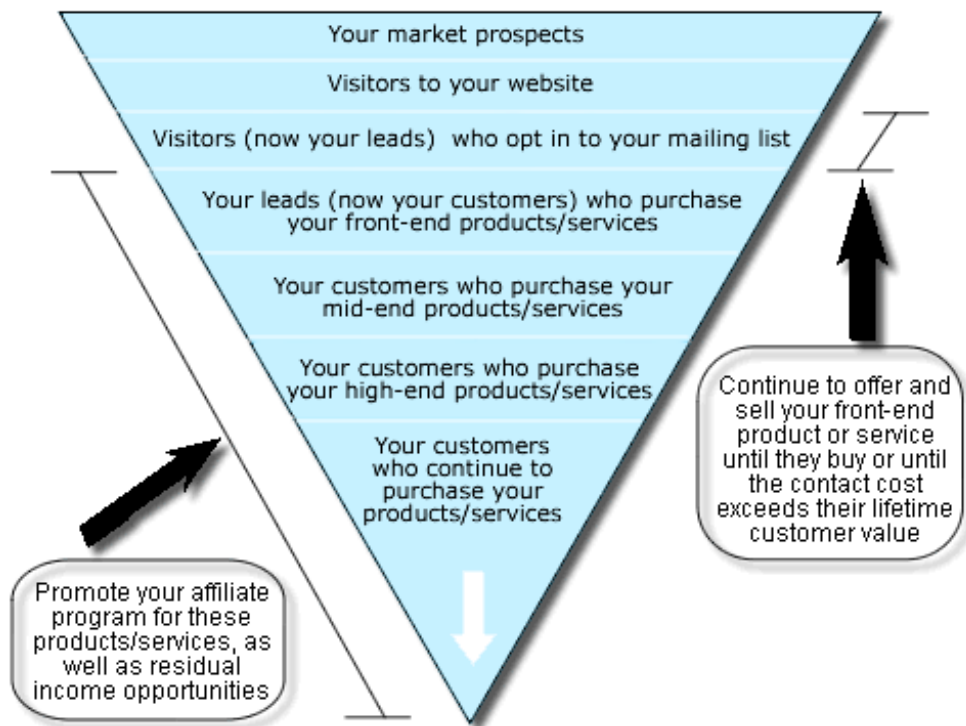 Your market prospects
Visitors to your website
Visitors (now your leads)  who opt in to your mailing list
Your leads (now your customers) who purchase
your front-end products/services
Your customers who purchase your
mid-end products/services
Your customers who purchase
your high-end products/services
Your customers
who continue to
purchase your
products/services
Continue to offer and
sell your front-end
product or service
until they buy or until
the contact cost
exceeds their lifetime
customer value
Promote your affiliate
program for these
products/services, as
well as residual
income opportunities